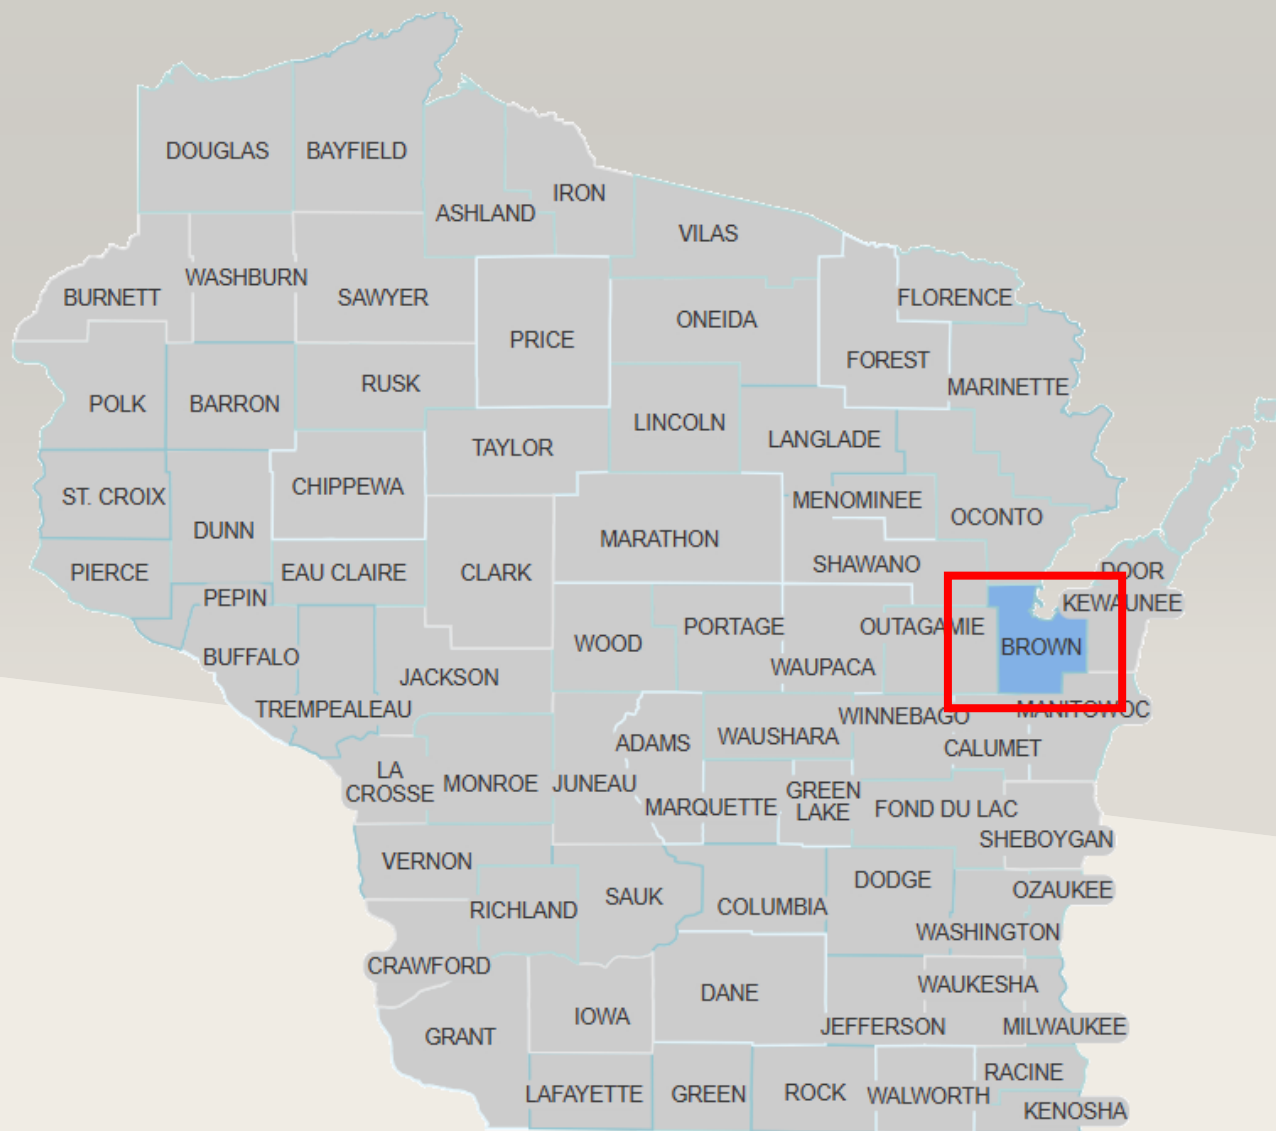 DOUGLAS
BAYFIELD
IRON
ASHLAND
VILAS
WASHBURN
BURNETT
SAWYER
FLORENCE
ONEIDA
PRICE
FOREST
RUSK
MARINETTE
POLK
BARRON
LINCOLN
LANGLADE
TAYLOR
CHIPPEWA
ST. CROIX
MENOMINEE
OCONTO
DUNN
MARATHON
SHAWANO
PIERCE
EAU CLAIRE
CLARK
DOOR
PEPIN
KEWAUNEE
PORTAGE
OUTAGAMIE
WOOD
BROWN
BUFFALO
WAUPACA
JACKSON
TREMPEALEAU
WINNEBAGO
MANITOWOC
ADAMS
WAUSHARA
CALUMET
LA
CROSSE
MONROE
JUNEAU
GREEN
LAKE
MARQUETTE
FOND DU LAC
SHEBOYGAN
VERNON
DODGE
OZAUKEE
SAUK
RICHLAND
COLUMBIA
WASHINGTON
CRAWFORD
WAUKESHA
DANE
IOWA
JEFFERSON
MILWAUKEE
GRANT
RACINE
LAFAYETTE
GREEN
ROCK
WALWORTH
KENOSHA